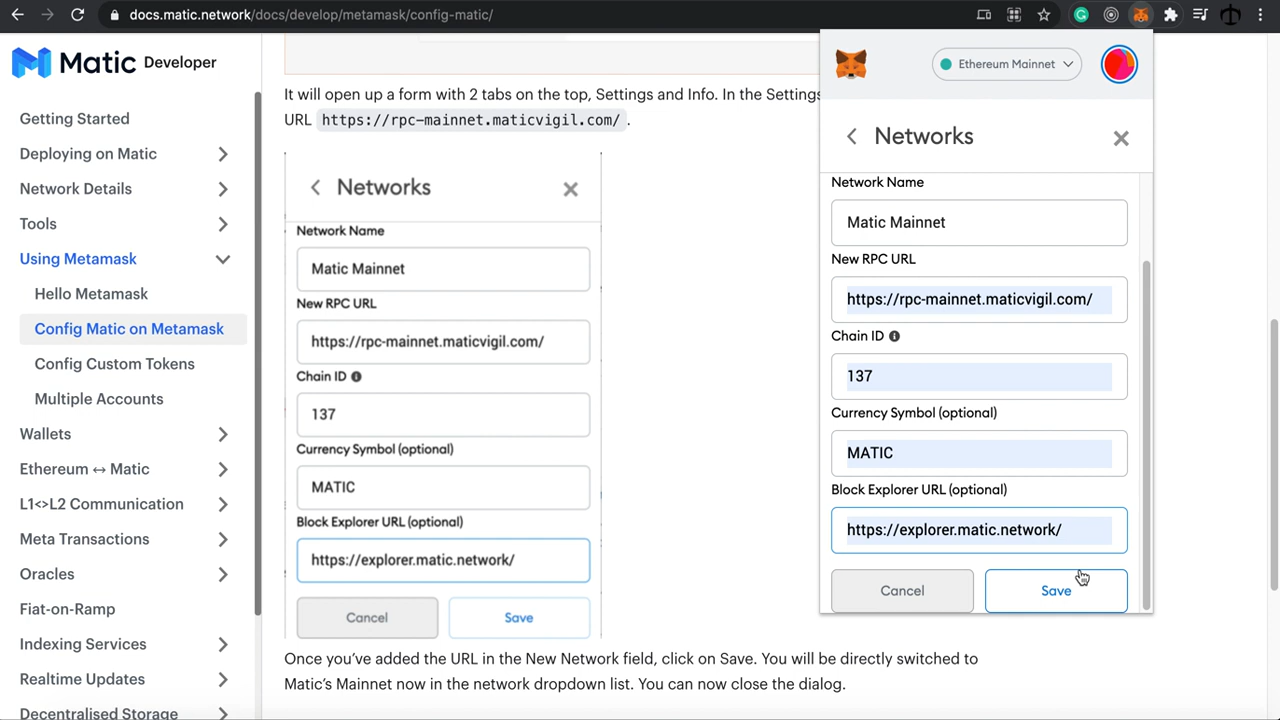 docs.matic.network/docs/develop/metamask/config-matic/
Matic Developer
Getting Started
Deploying on Matic
Network Details
Tools
Using Metamask
Hello Metamask
Config Matic on Metamask
Config Custom Tokens
Multiple Accounts
Wallets
Ethereum ↔ Matic
L1<>L2 Communication
Meta Transactions
Oracles
Fiat-on-Ramp
Indexing Services
Realtime Updates
Decentralised Storage
It will open up a form with 2 tabs on the top, Settings and Info. In the Settings
URL https://rpc-mainnet.maticvigil.com/ .
Networks
Network Name
Matic Mainnet
New RPC URL
https://rpc-mainnet.maticvigil.com/
Chain ID
137
Currency Symbol (optional)
MATIC
Block Explorer URL (optional)
https://explorer.matic.network/
Cancel Save
Once you’ve added the URL in the New Network field, click on Save. You will be directly switched to
Matic’s Mainnet now in the network dropdown list. You can now close the dialog.
Ethereum Mainnet
Networks
Network Name
Matic Mainnet
New RPC URL
https://rpc-mainnet.maticvigil.com/
Chain ID
137
Currency Symbol (optional)
MATIC
Block Explorer URL (optional)
https://explorer.matic.network/
Cancel Save